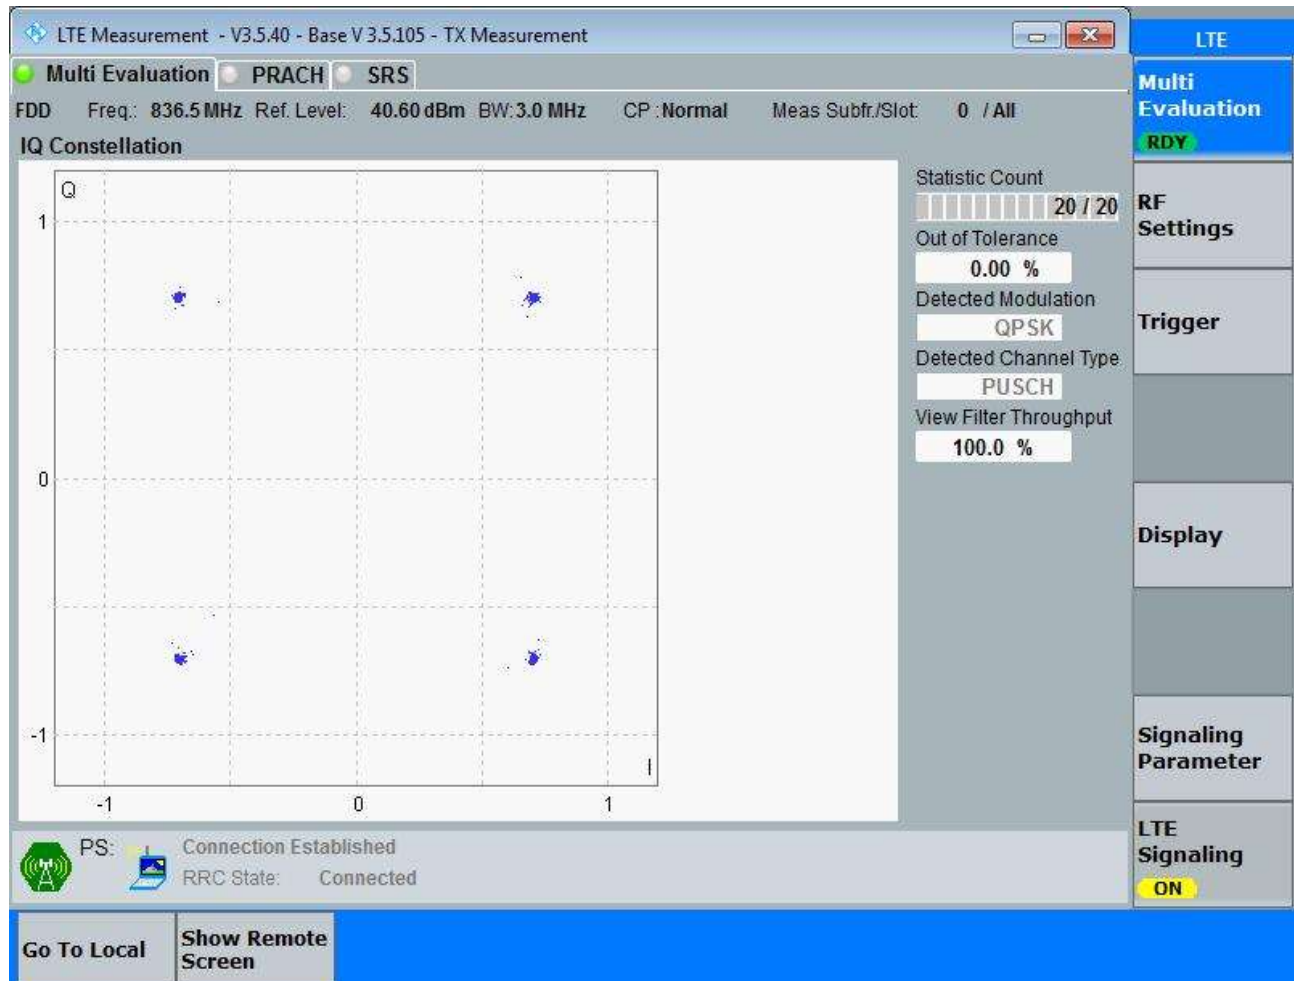 LTE Measurement - V3.5.40 - Base V 3.5.105 - TX Measurement
LTE
Multi Evaluation PRACH SRS
Multi
Evaluation
RDY
FDD Freq.: 836.5 MHz Ref. Level: 40.60 dBm BW: 3.0 MHz CP : Normal Meas Subfr./Slot: 0 / All
IQ Constellation
Q
1
0
-1
I
-1 0 1
Statistic Count
20 / 20
Out of Tolerance
0.00 %
Detected Modulation
QPSK
Detected Channel Type
PUSCH
View Filter Throughput
100.0 %
RF
Settings
Trigger
Display
Signaling
Parameter
LTE
Signaling
ON
PS: Connection Established
RRC State: Connected
Go To Local
Show Remote
Screen